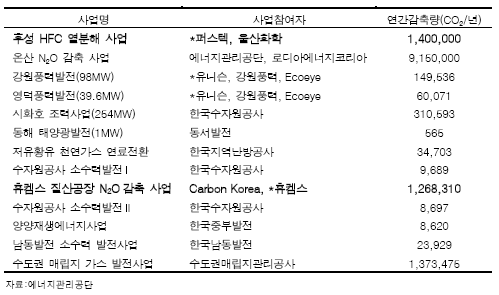 사업명 사업참여자 연간감축량(CO₂/년)
후성 HFC 열분해 사업 *퍼스텍, 울산화학 1,400,000
온산 N₂O 감축 사업 에너지관리공단, 로디아에너지코리아 9,150,000
강원풍력발전(98MW) *유니슨, 강원풍력, Ecoeye 149,536
영덕풍력발전(39.6MW) *유니슨, 강원풍력, Ecoeye 60,071
시화호 조력사업(254MW) 한국수자원공사 310,593
동해 태양광발전(1MW) 동서발전 565
저유황유 천연가스 연료전환 한국지역난방공사 34,703
수자원공사 소수력발전Ⅰ 한국수자원공사 9,689
휴켐스 질산공장 N2O 감축 사업 Carbon Korea, *휴켐스 1,268,310
수자원공사 소수력발전Ⅱ 한국수자원공사 8,697
양양재생에너지사업 한국중부발전 8,620
남동발전 소수력 발전사업 한국남동발전 23,929
수도권 매립지 가스 발전사업 수도권매립지관리공사 1,373,475
자료:에너지관리공단